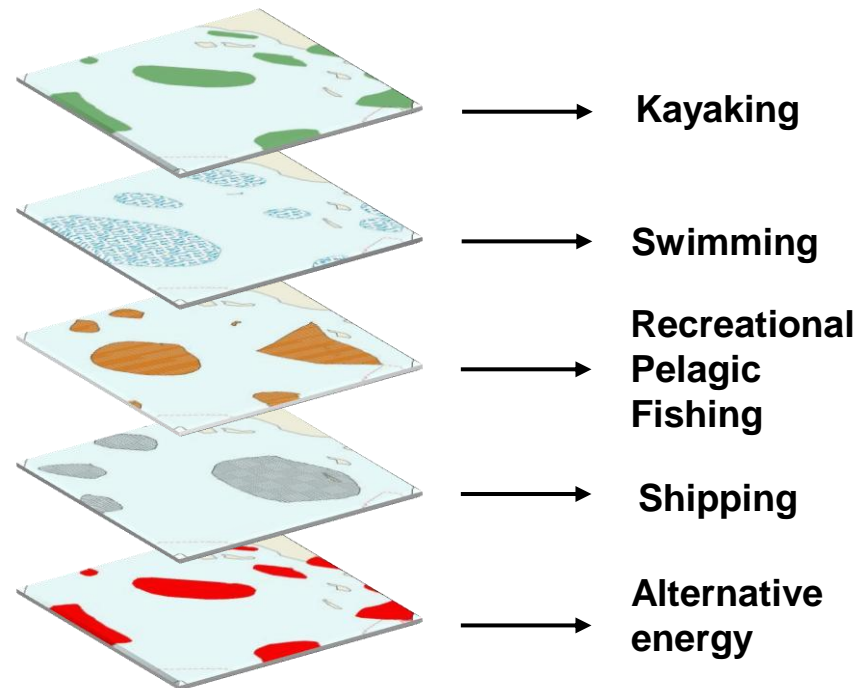 Kayaking
Swimming
Recreational
Pelagic
Fishing
Shipping
Alternative
energy